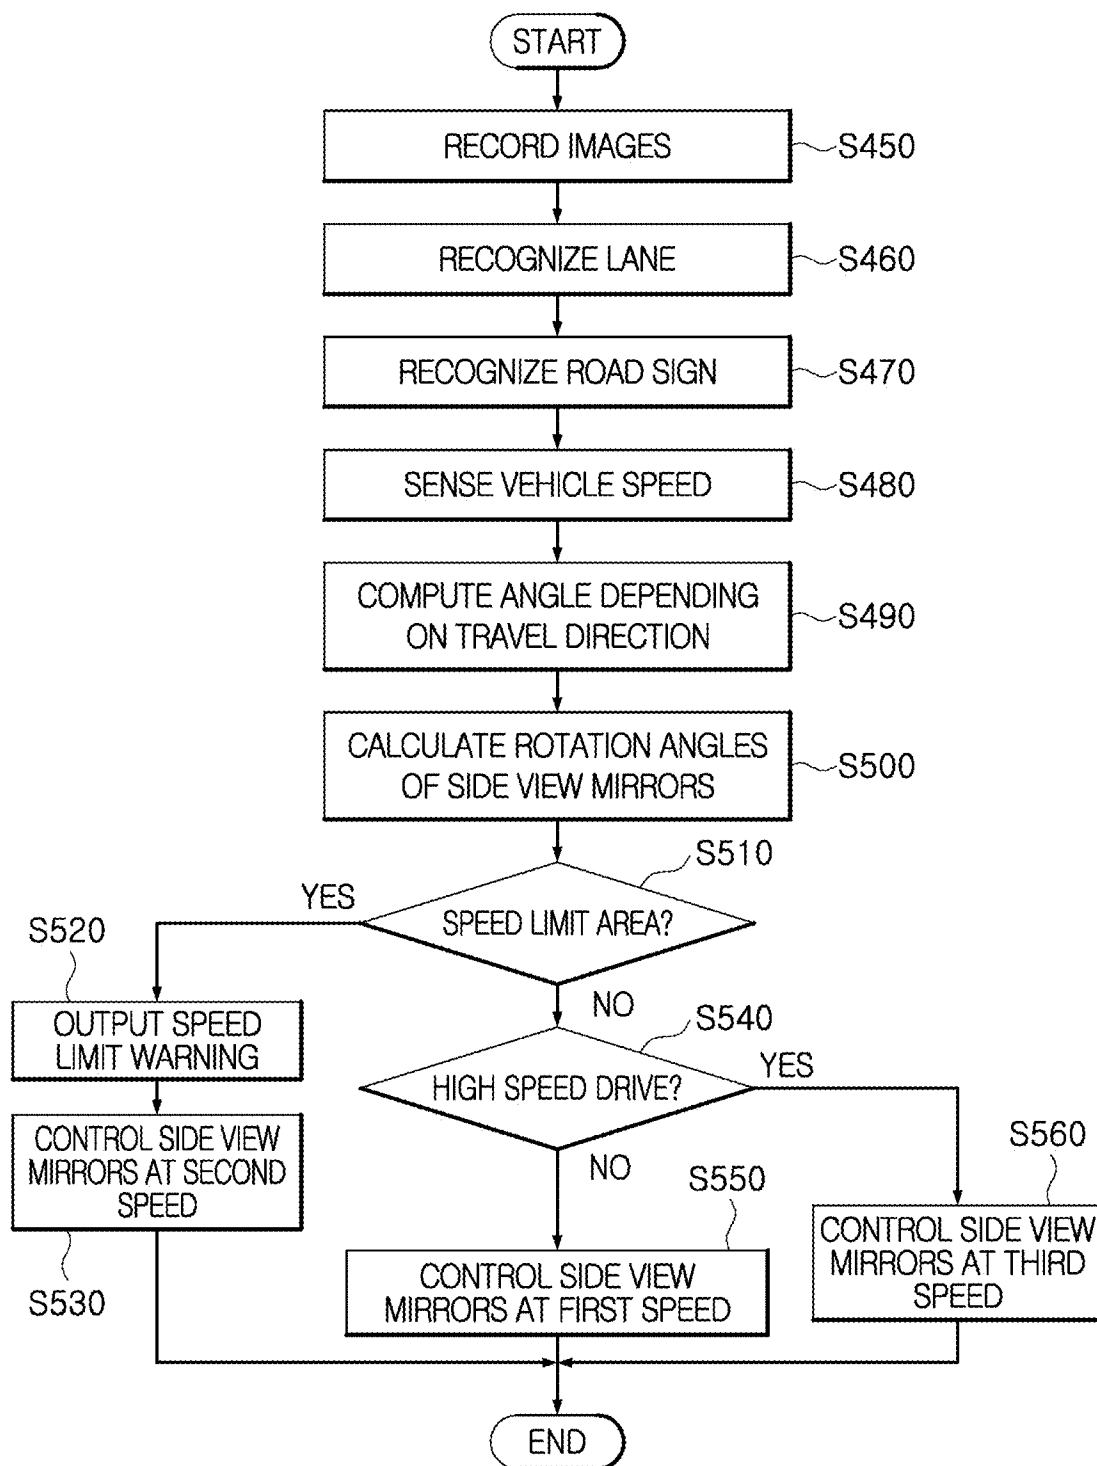 START
RECORD IMAGES
S450
RECOGNIZE LANE
S460
RECOGNIZE ROAD SIGN
S470
SENSE VEHICLE SPEED
S480
COMPUTE ANGLE DEPENDING
ON TRAVEL DIRECTION
S490
CALCULATE ROTATION ANGLES
OF SIDE VIEW MIRRORS
S500
S510
YES
SPEED LIMIT AREA?
S520
NO
OUTPUT SPEED
LIMIT WARNING
S540
HIGH SPEED DRIVE?
YES
CONTROL SIDE VIEW
MIRRORS AT SECOND
SPEED
S530
NO
S550
CONTROL SIDE VIEW
MIRRORS AT FIRST SPEED
S560
CONTROL SIDE VIEW
MIRRORS AT THIRD
SPEED
END